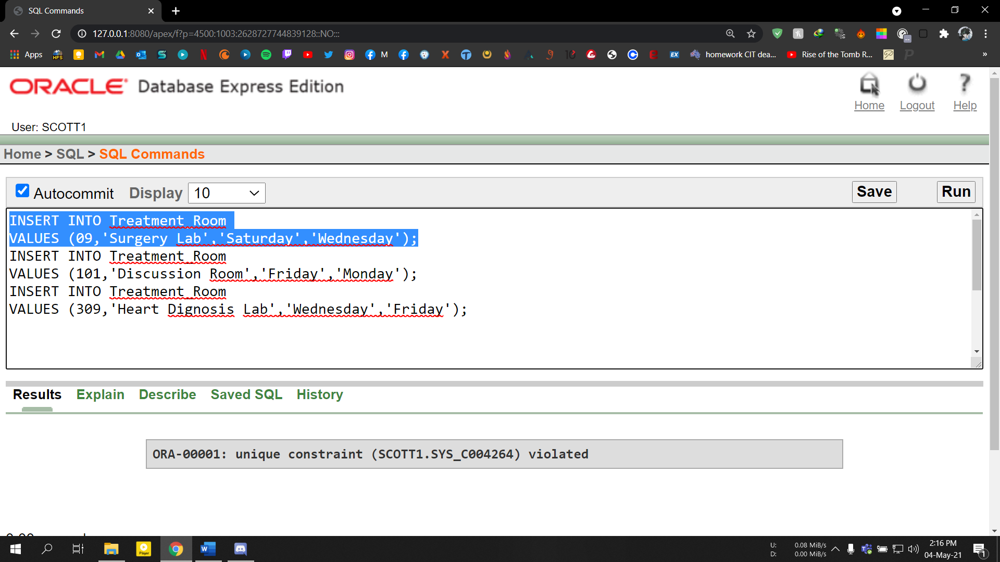 SQL Commands
127.0.0.1:8080/apex/f?p=4500:1003:2628727744839128::NO:::
Apps
HFS
M
EX
homework CIT dea...
Rise of the Tomb R...
»
ORACLE Database Express Edition
Home
Logout
Help
User: SCOTT1
Home > SQL > SQL Commands
Autocommit
Display
10
Save
Run
INSERT INTO Treatment_Room
VALUES (09,'Surgery Lab','Saturday','Wednesday');
INSERT INTO Treatment_Room
VALUES (101,'Discussion Room','Friday','Monday');
INSERT INTO Treatment_Room
VALUES (309,'Heart Dignosis Lab','Wednesday','Friday');
Results
Explain
Describe
Saved SQL
History
ORA-00001: unique constraint (SCOTT1.SYS_C004264) violated
Player
U: 0.08 MiB/s
D: 0.00 MiB/s
2:16 PM
04-May-21
1